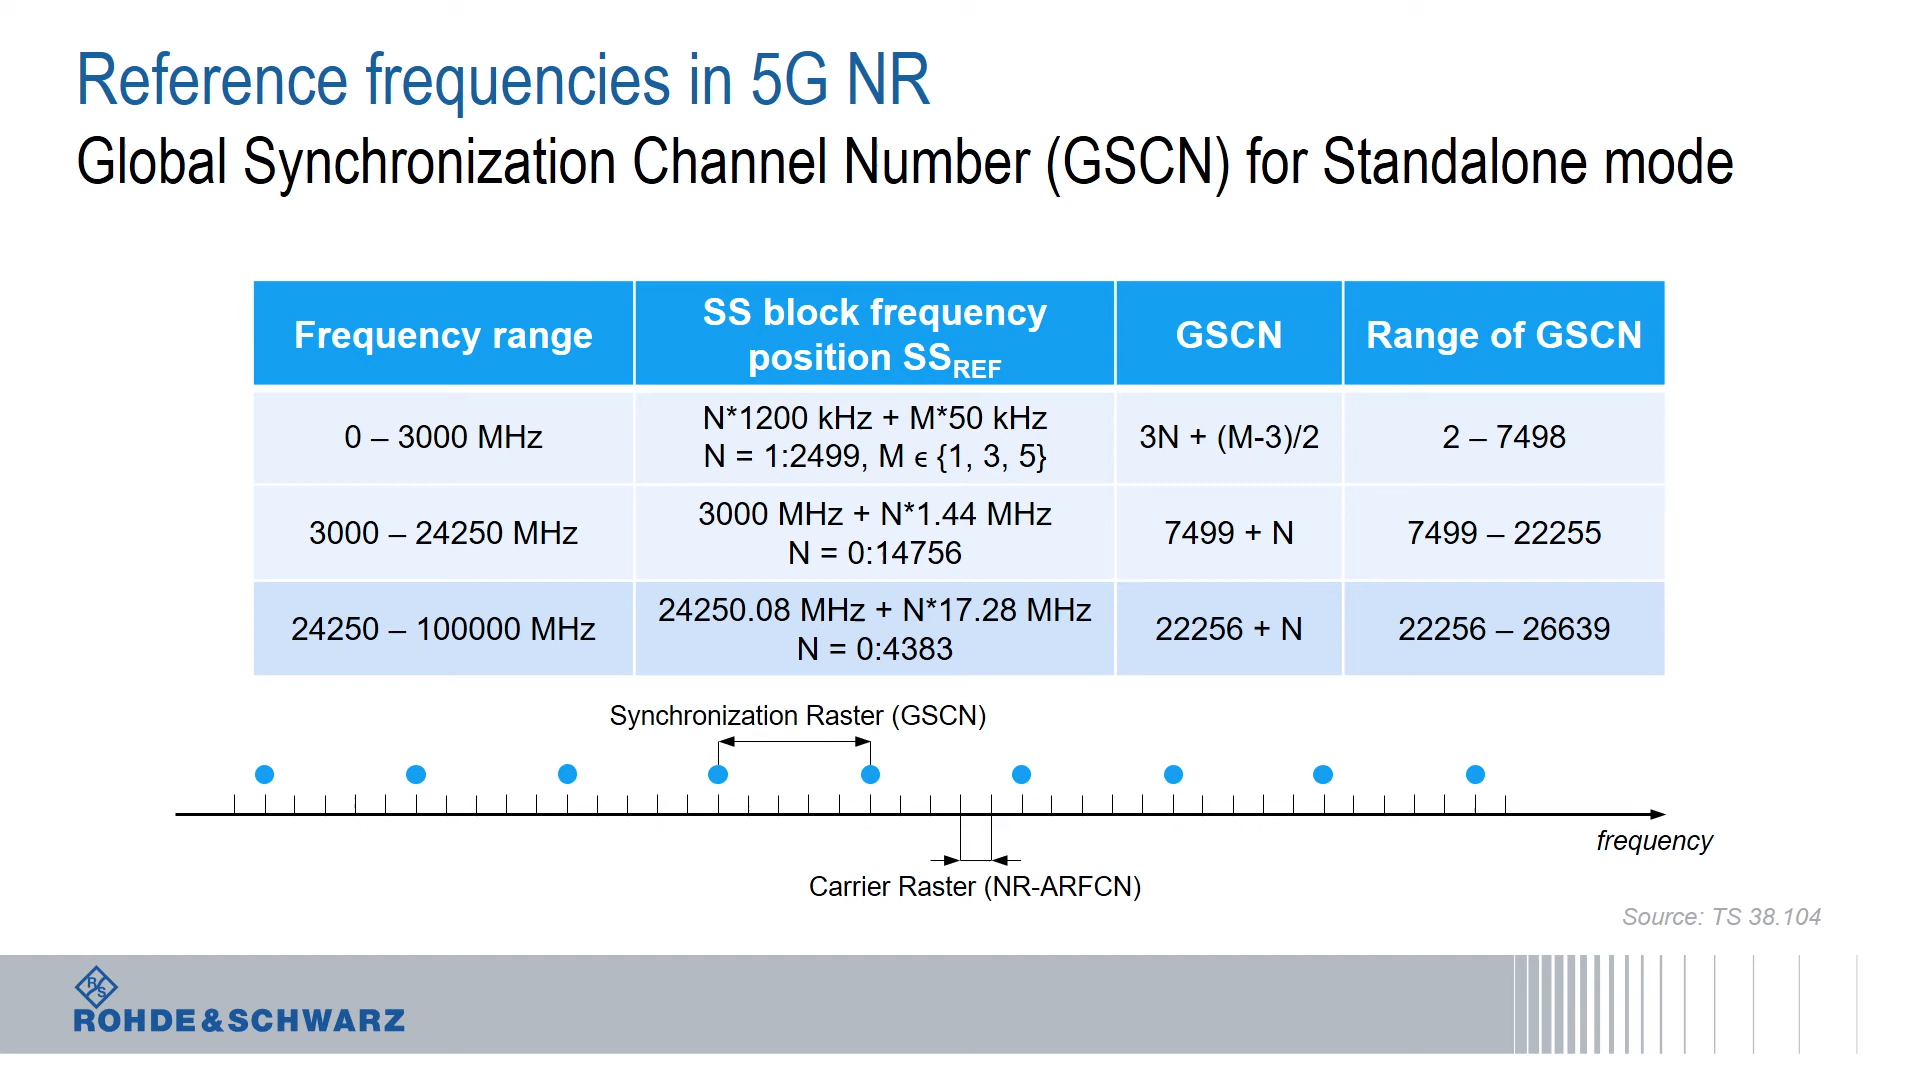 Reference frequencies in 5G NR
Global Synchronization Channel Number (GSCN) for Standalone mode
Frequency range
SS block frequency
position SSREF
GSCN
Range of GSCN
0 – 3000 MHz
N*1200 kHz + M*50 kHz
N = 1:2499, M ϵ {1, 3, 5}
3N + (M-3)/2
2 – 7498
3000 – 24250 MHz
3000 MHz + N*1.44 MHz
N = 0:14756
7499 + N
7499 – 22255
24250 – 100000 MHz
24250.08 MHz + N*17.28 MHz
N = 0:4383
22256 + N
22256 – 26639
Synchronization Raster (GSCN)
frequency
Carrier Raster (NR-ARFCN)
Source: TS 38.104
R S
ROHDE&SCHWARZ